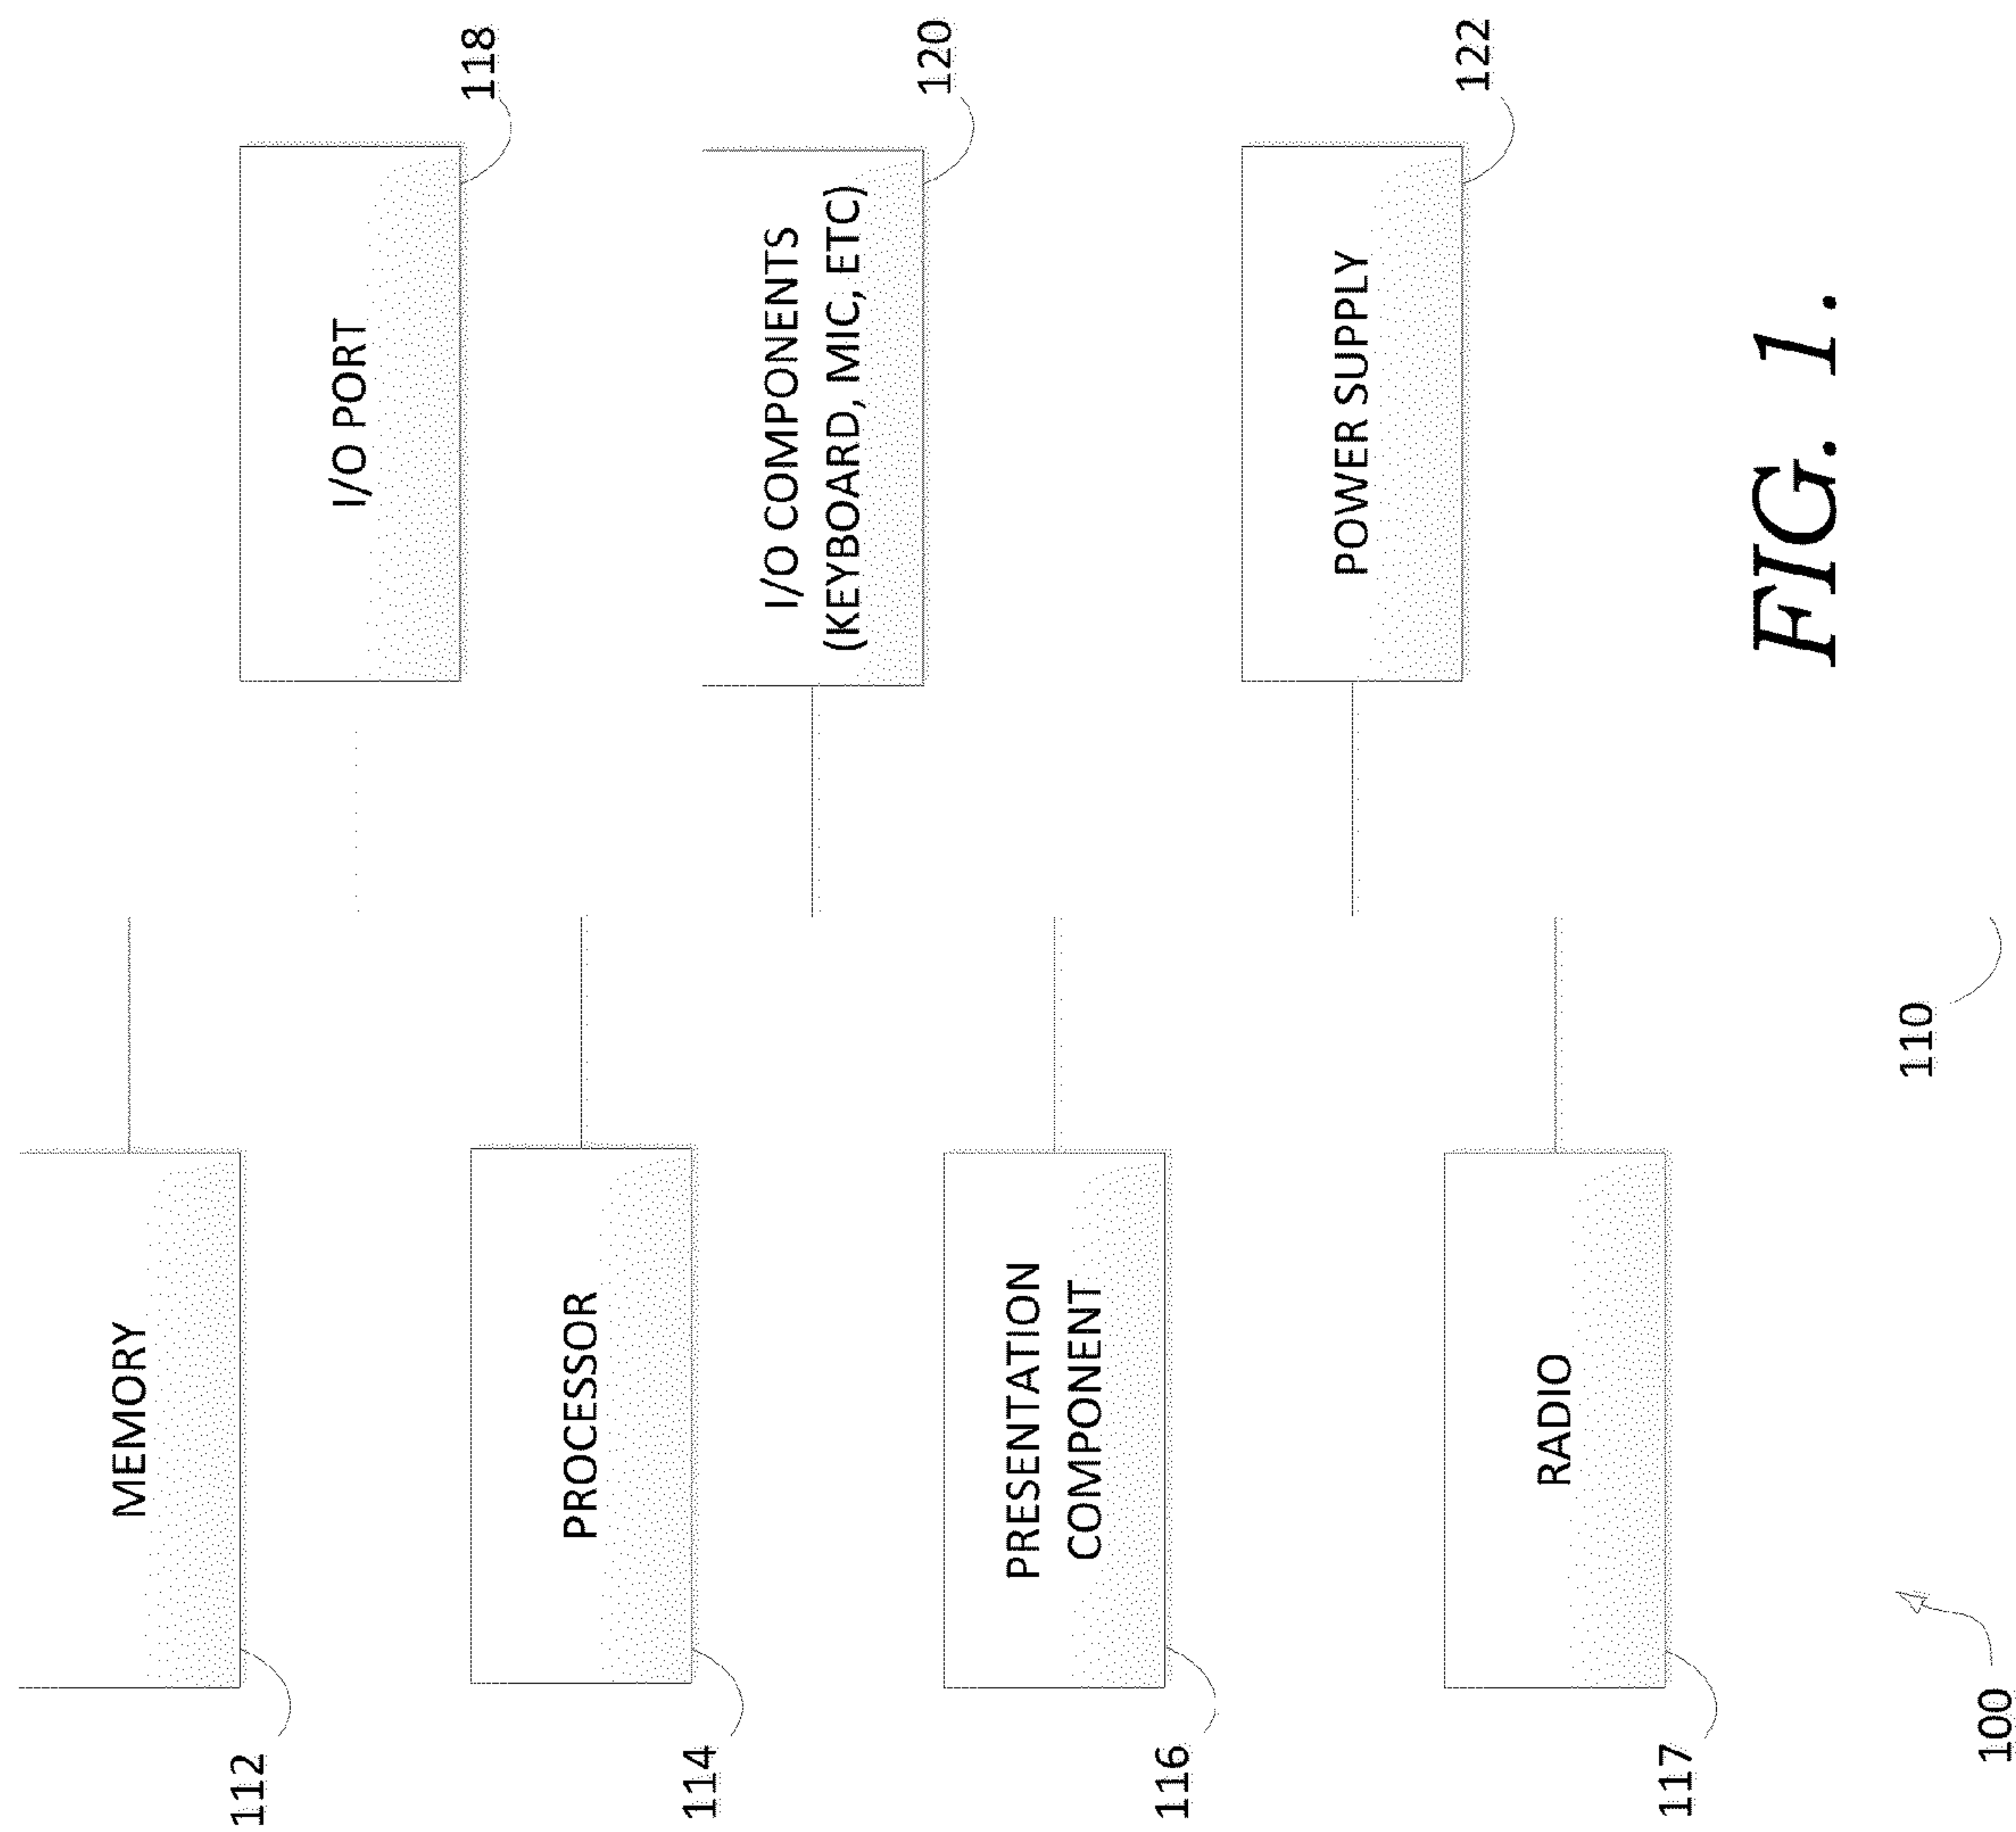 MEMORY
112
PROCESSOR
114
PRESENTATION
COMPONENT
116
RADIO
117
I/O PORT
118
I/O COMPONENTS
(KEYBOARD, MIC, ETC)
120
POWER SUPPLY
122
110
100
FIG. 1.